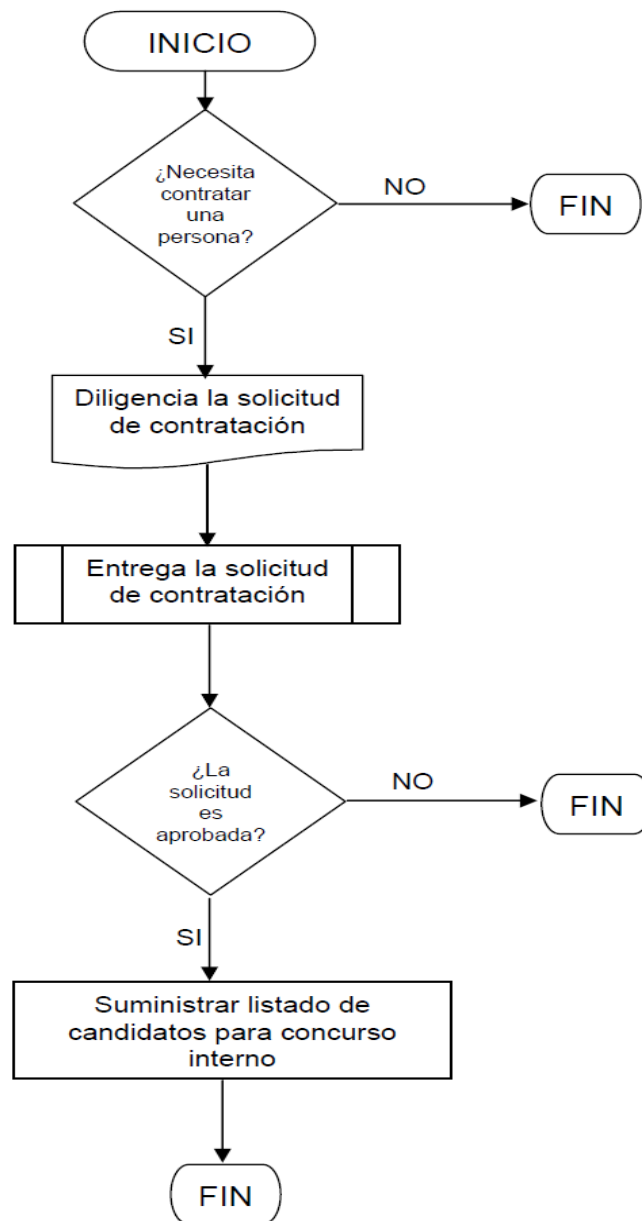 INICIO
¿Necesita
contratar
una
persona?
NO
FIN
SI
Diligencia la solicitud
de contratación
Entrega la solicitud
de contratación
¿La
solicitud
es
aprobada?
NO
FIN
SI
Suministrar listado de
candidatos para concurso
interno
FIN